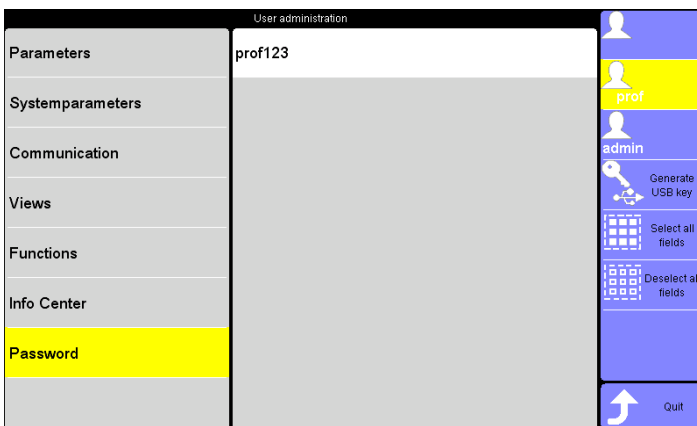 User administration
Parameters
Systemparameters
Communication
Views
Functions
Info Center
Password
prof123
prof
admin
Generate
USB key
Select all
fields
Deselect al
fields
Quit